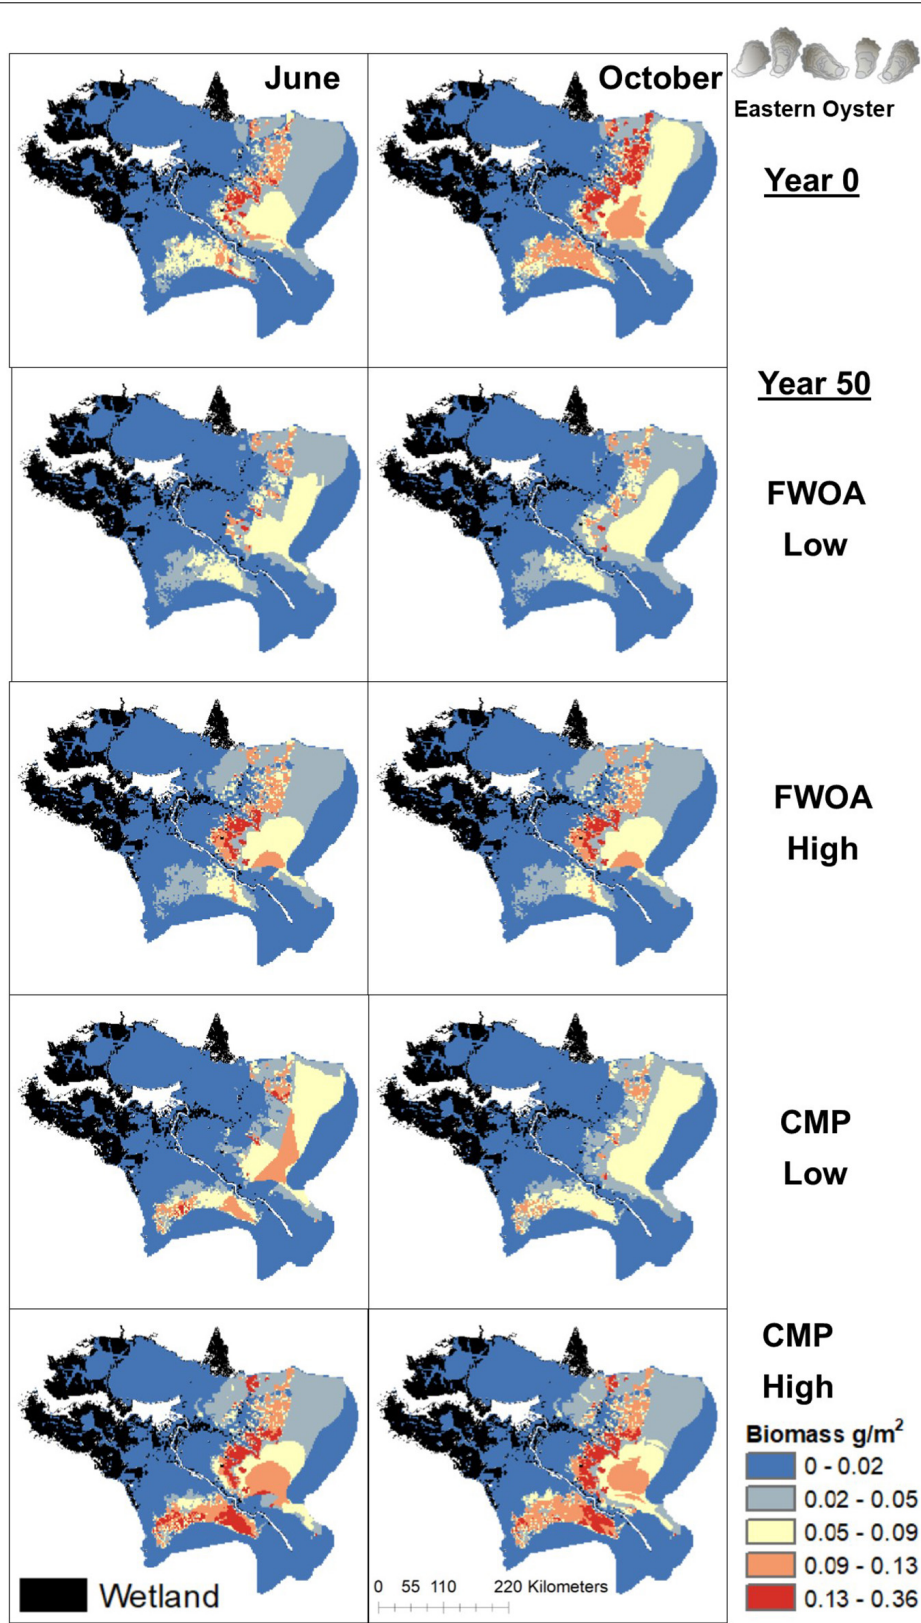 June
October
Eastern Oyster
Year 0
Year 50
FWOA
Low
FWOA
High
CMP
Low
CMP
High
Biomass g/m²
0 - 0.02
0.02 - 0.05
0.05 - 0.09
0.09 - 0.13
0.13 - 0.36
Wetland
0 55 110 220 Kilometers